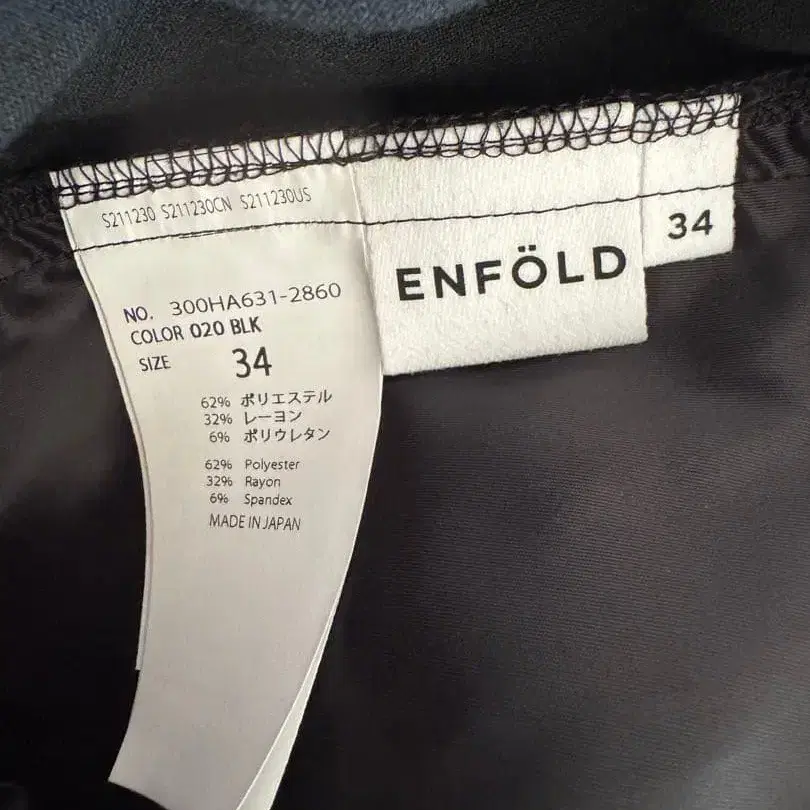 S211230 S211230CN S211230US
NO. 300HA631-2860
COLOR 020 BLK
SIZE 34
62% ポリエステル
32% レーヨン
6% ポリウレタン
62% Polyester
32% Rayon
6% Spandex
MADE IN JAPAN
ENFÖLD
34